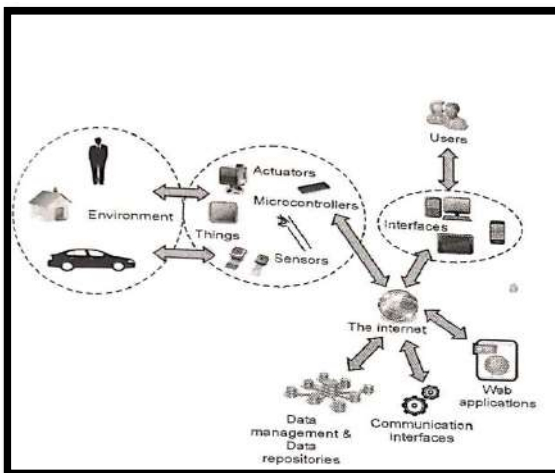 Users
Actuators
Microcontrollers
Environment
Things
Interfaces
Sensors
The internet
Web
applications
Data
management &
Data
repositories
Communication
interfaces